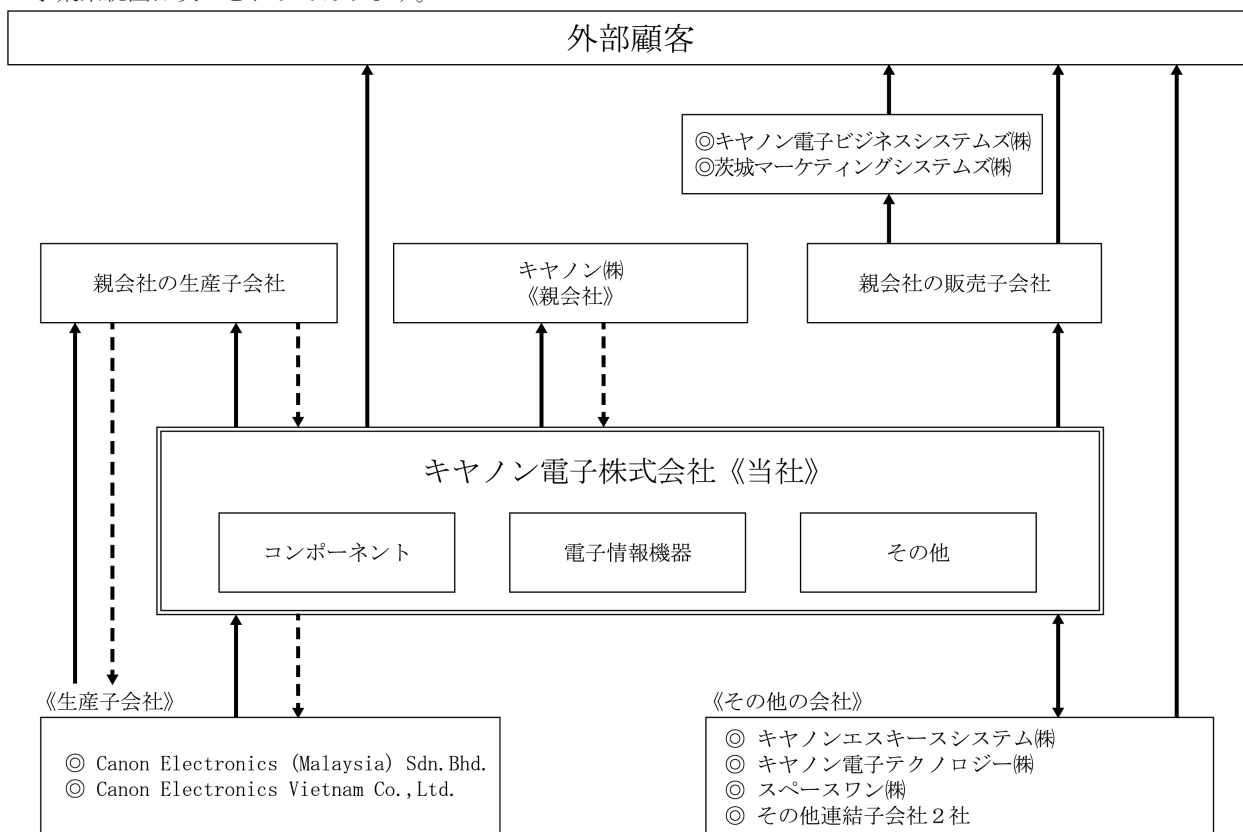 外部顧客
◎キヤノン電子ビジネスシステムズ㈱
◎茨城マーケティングシステムズ㈱
親会社の生産子会社
キヤノン㈱
《親会社》
親会社の販売子会社
キヤノン電子株式会社《当社》
コンポーネント
電子情報機器
その他
《生産子会社》
◎ Canon Electronics (Malaysia) Sdn.Bhd.
◎ Canon Electronics Vietnam Co.,Ltd.
《その他の会社》
◎ キヤノンエスキースシステム㈱
◎ キヤノン電子テクノロジー㈱
◎ スペースワン㈱
◎ その他連結子会社２社